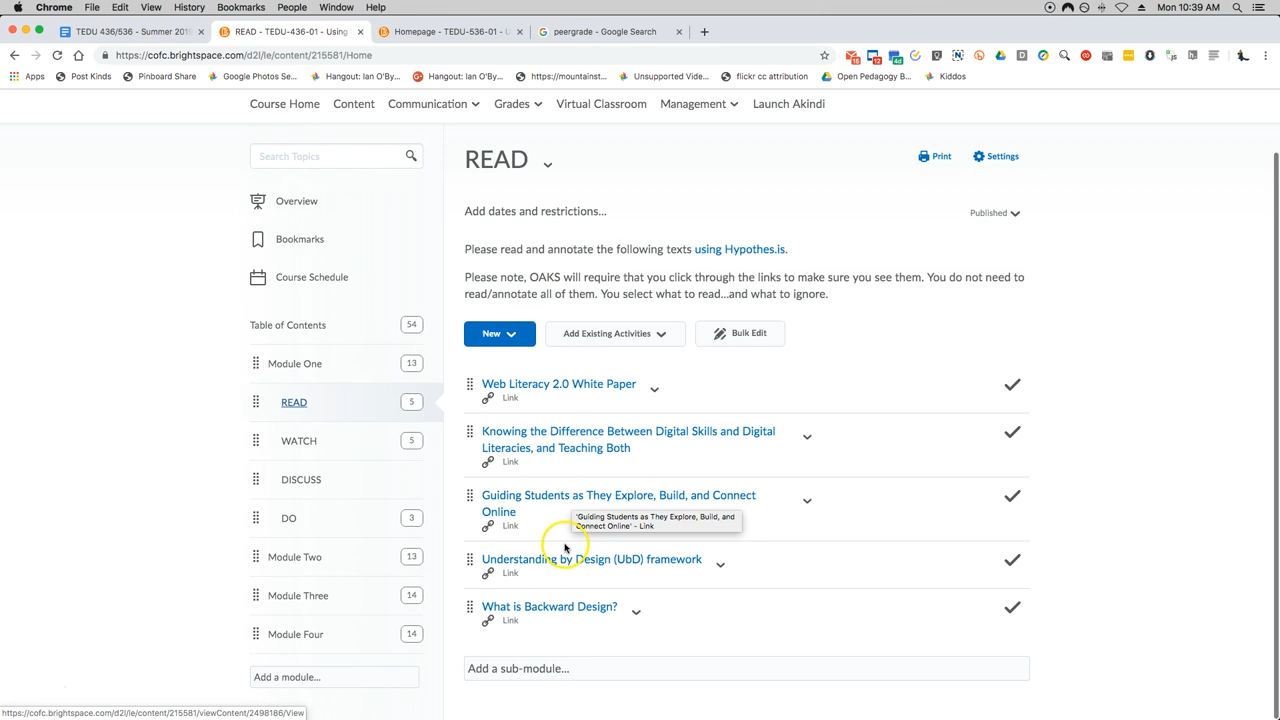 Chrome File Edit View History Bookmarks People Window Help Mon 10:39 AM
TEDU 436/536 - Summer 2019 READ - TEDU-436-01 - Using Homepage - TEDU-536-01 - U peergrade - Google Search
https://cofc.brightspace.com/d2l/le/content/215581/Home
Apps Post Kinds Pinboard Share Google Photos Se... Hangout: Ian O'By... Hangout: Ian O'By... https://mountainst... Unsupported Vide... flickr cc attribution Open Pedagogy B... Kiddos
Course Home Content Communication Grades Virtual Classroom Management Launch Akindi
Search Topics
READ
Print Settings
Overview
Add dates and restrictions...
Published
Bookmarks
Please read and annotate the following texts using Hypothes.is.
Course Schedule
Please note, OAKS will require that you click through the links to make sure you see them. You do not need to
read/annotate all of them. You select what to read...and what to ignore.
Table of Contents 54
New Add Existing Activities Bulk Edit
Module One 13
Web Literacy 2.0 White Paper
Link
READ 5
Knowing the Difference Between Digital Skills and Digital
Literacies, and Teaching Both
Link
WATCH 5
DISCUSS
Guiding Students as They Explore, Build, and Connect
Online
'Guiding Students as They Explore, Build, and
Connect Online' - Link
Link
DO 3
Understanding by Design (UbD) framework
Link
Module Two 13
What is Backward Design?
Link
Module Three 14
Module Four 14
Add a sub-module...
Add a module...
https://cofc.brightspace.com/d2l/le/content/215581/viewContent/2498186/View